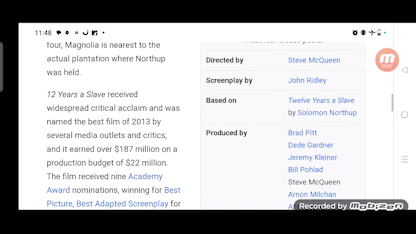 11:48
four, Magnolia is nearest to the
actual plantation where Northup
was held.
12 Years a Slave received
widespread critical acclaim and was
named the best film of 2013 by
several media outlets and critics,
and it earned over $187 million on a
production budget of $22 million.
The film received nine Academy
Award nominations, winning for Best
Picture, Best Adapted Screenplay for
Directed by Steve McQueen
Screenplay by John Ridley
Based on Twelve Years a Slave
by Solomon Northup
Produced by Brad Pitt
Dede Gardner
Jeremy Kleiner
Bill Pohlad
Steve McQueen
Arnon Milchan
Recorded by MOBIZEN